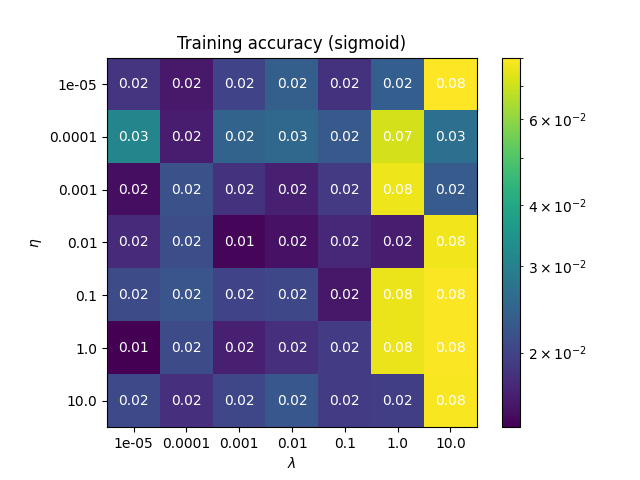 Training accuracy (sigmoid)
1e-05 0.02 0.02 0.02 0.02 0.02 0.02 0.08
0.0001 0.03 0.02 0.02 0.03 0.02 0.07 0.03
0.001 0.02 0.02 0.02 0.02 0.02 0.08 0.02
0.01 0.02 0.02 0.01 0.02 0.02 0.02 0.08
0.1 0.02 0.02 0.02 0.02 0.02 0.08 0.08
1.0 0.01 0.02 0.02 0.02 0.02 0.08 0.08
10.0 0.02 0.02 0.02 0.02 0.02 0.02 0.08
1e-05 0.0001 0.001 0.01 0.1 1.0 10.0
λ
η
6 × 10⁻²
4 × 10⁻²
3 × 10⁻²
2 × 10⁻²